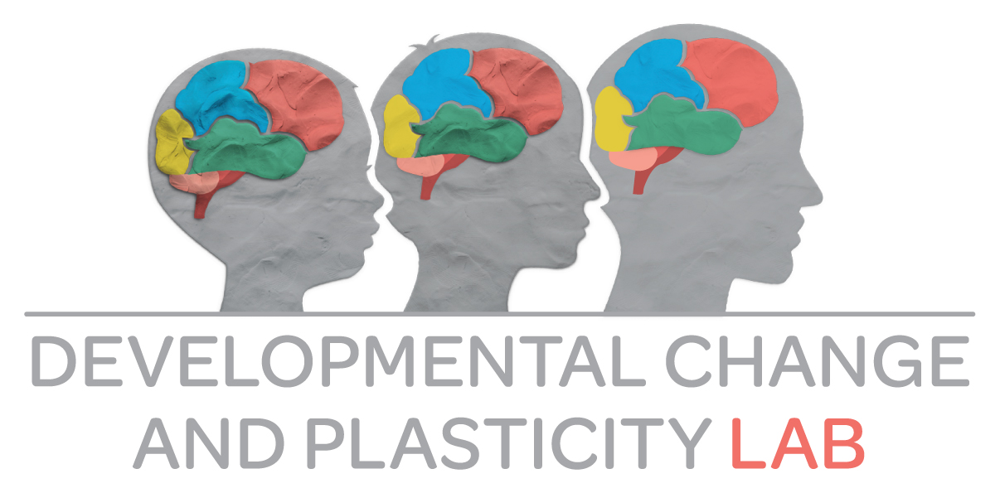 DEVELOPMENTAL CHANGE
AND PLASTICITY LAB